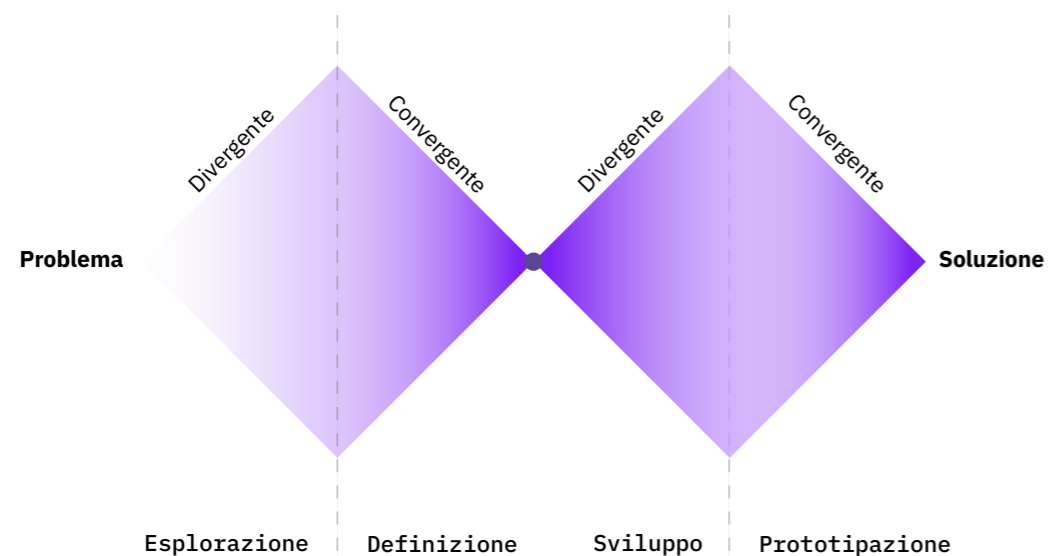 Divergente
Convergente
Divergente
Convergente
Problema
Soluzione
Esplorazione
Definizione
Sviluppo
Prototipazione